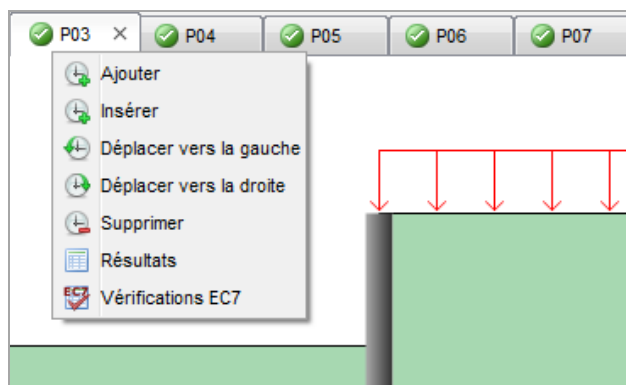 P03 P04 P05 P06 P07
Ajouter
Insérer
Déplacer vers la gauche
Déplacer vers la droite
Supprimer
Résultats
EC7 Vérifications EC7